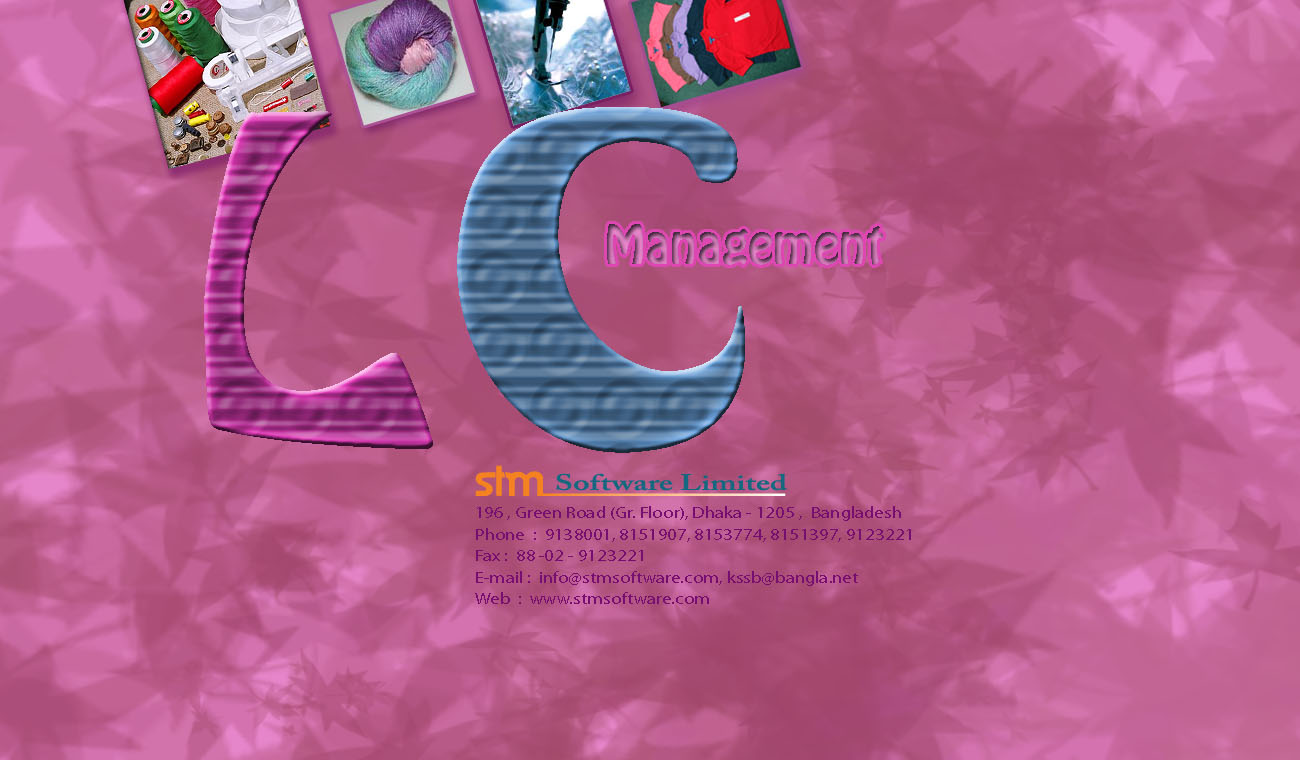 LC
Management
stm Software Limited
196 , Green Road (Gr. Floor), Dhaka - 1205 , Bangladesh
Phone : 9138001, 8151907, 8153774, 8151397, 9123221
Fax : 88 -02 - 9123221
E-mail : info@stmsoftware.com, kssb@bangla.net
Web : www.stmsoftware.com